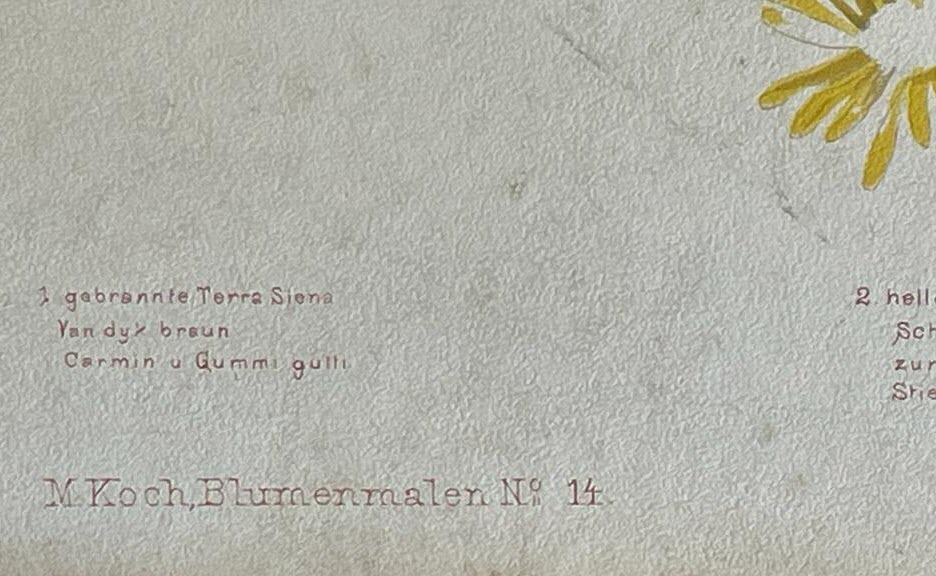 1 gebrannte Terra Siena
Van dyk braun
Carmin u Gummi gutti
2. hell
Sch
zur
Stie
M Koch, Blumenmalen Nº 14.